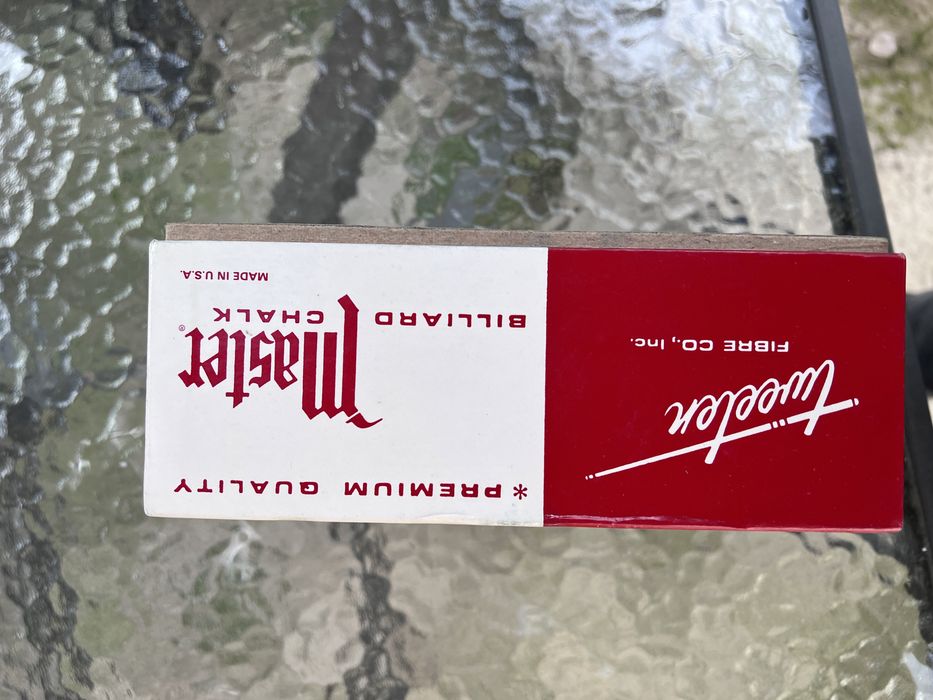 tweeten
FIBRE CO., Inc.
*PREMIUM QUALITY
Master®
BILLIARD CHALK
MADE IN U.S.A.